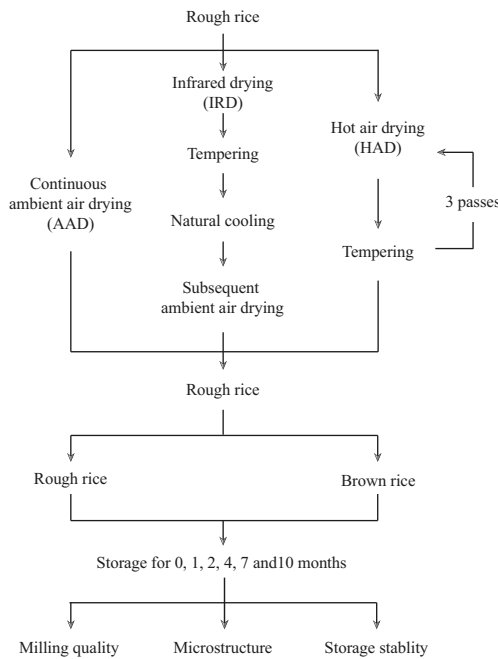 Rough rice
Infrared drying
(IRD)
Hot air drying
(HAD)
Tempering
Continuous
ambient air drying
(AAD)
3 passes
Natural cooling
Tempering
Subsequent
ambient air drying
Rough rice
Rough rice
Brown rice
Storage for 0, 1, 2, 4, 7 and10 months
Milling quality
Microstructure
Storage stablity